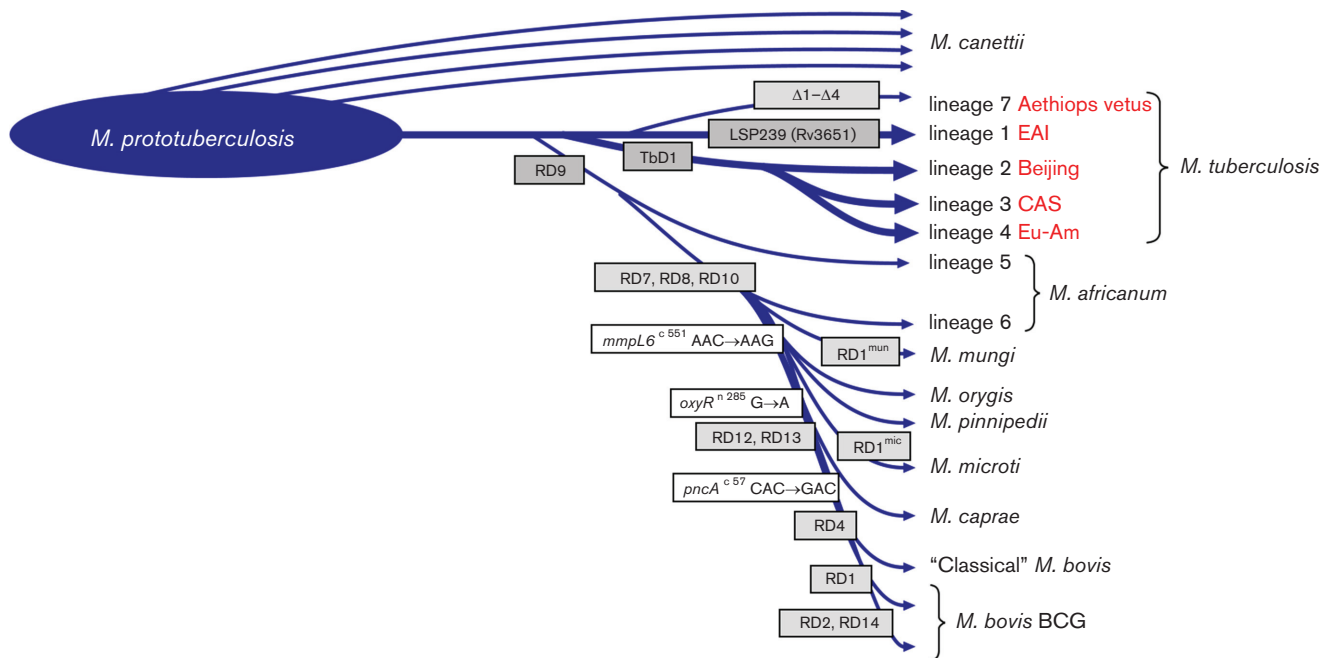 M. canettii
Δ1–Δ4
lineage 7 Aethiops vetus
M. prototuberculosis
LSP239 (Rv3651)
lineage 1 EAI
TbD1
RD9
lineage 2 Beijing
M. tuberculosis
lineage 3 CAS
lineage 4 Eu-Am
lineage 5
RD7, RD8, RD10
M. africanum
lineage 6
mmpL6 c 551 AAC→AAG
RD1mun
M. mungi
M. orygis
oxyR n 285 G→A
M. pinnipedii
RD12, RD13
RD1mic
M. microti
pncA c 57 CAC→GAC
M. caprae
RD4
“Classical” M. bovis
RD1
RD2, RD14
M. bovis BCG